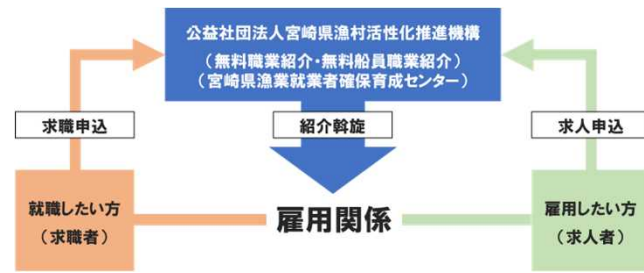 公益社団法人宮崎県漁村活性化推進機構
（無料職業紹介・無料船員職業紹介）
（宮崎県漁業就業者確保育成センター）
求職申込
紹介斡旋
求人申込
就職したい方
（求職者）
雇用関係
雇用したい方
（求人者）